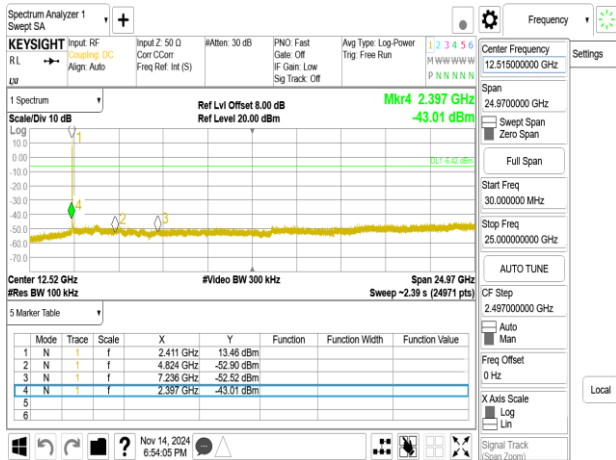 Spectrum Analyzer 1
Swept SA
+
Frequency
KEYSIGHT
RL
LXI
Input: RF
Coupling: DC
Align: Auto
Input Z: 50 Ω
Corr CCorr
Freq Ref: Int (S)
#Atten: 30 dB
PNO: Fast
Gate: Off
IF Gain: Low
Sig Track: Off
Avg Type: Log-Power
Trig: Free Run
1 2 3 4 5 6
M W W W W W
P N N N N N
Center Frequency
12.515000000 GHz
Settings
1 Spectrum
Scale/Div 10 dB
Ref Lvl Offset 8.00 dB
Ref Level 20.00 dBm
Mkr4 2.397 GHz
-43.01 dBm
Span
24.9700000 GHz
Swept Span
Zero Span
Log
10.0
0.00
-10.0
-20.0
-30.0
-40.0
-50.0
-60.0
-70.0
1
2
3
4
DL1 -6.42 dBm
Full Span
Start Freq
30.000000 MHz
Stop Freq
25.000000000 GHz
AUTO TUNE
Center 12.52 GHz
#Res BW 100 kHz
#Video BW 300 kHz
Span 24.97 GHz
Sweep ~2.39 s (24971 pts)
CF Step
2.497000000 GHz
Auto
Man
5 Marker Table
Mode Trace Scale X Y Function Function Width Function Value
1 N 1 f 2.411 GHz 13.46 dBm
2 N 1 f 4.824 GHz -52.90 dBm
3 N 1 f 7.236 GHz -52.52 dBm
4 N 1 f 2.397 GHz -43.01 dBm
5
6
Freq Offset
0 Hz
X Axis Scale
Log
Lin
Local
Signal Track
(Span Zoom)
?
Nov 14, 2024
6:54:05 PM